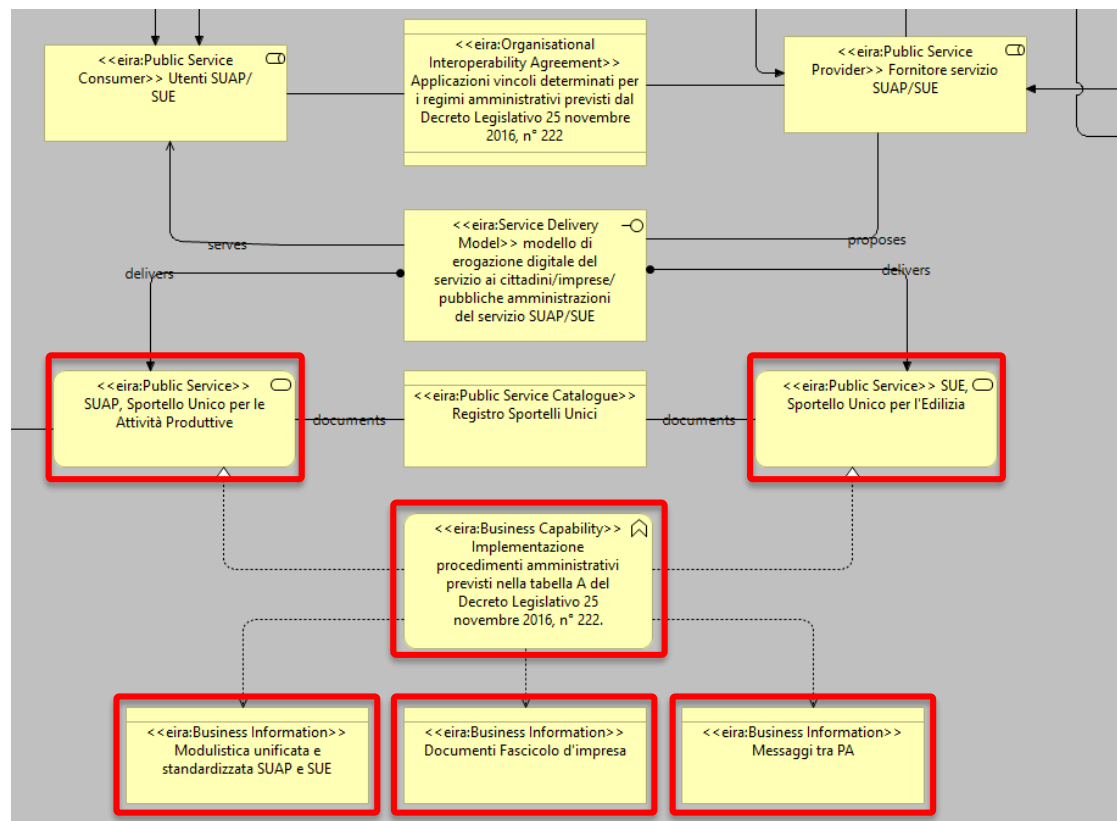 <<eira:Public Service
Consumer>> Utenti SUAP/
SUE
<<eira:Organisational
Interoperability Agreement>>
Applicazioni vincoli determinati per
i regimi amministrativi previsti dal
Decreto Legislativo 25 novembre
2016, n° 222
<<eira:Public Service
Provider>> Fornitore servizio
SUAP/SUE
<<eira:Service Delivery
Model>> modello di
erogazione digitale del
servizio ai cittadini/imprese/
pubbliche amministrazioni
del servizio SUAP/SUE
serves
proposes
delivers
delivers
<<eira:Public Service>>
SUAP, Sportello Unico per le
Attività Produttive
documents
<<eira:Public Service Catalogue>>
Registro Sportelli Unici
documents
<<eira:Public Service>> SUE,
Sportello Unico per l'Edilizia
<<eira:Business Capability>>
Implementazione
procedimenti amministrativi
previsti nella tabella A del
Decreto Legislativo 25
novembre 2016, n° 222.
<<eira:Business Information>>
Modulistica unificata e
standardizzata SUAP e SUE
<<eira:Business Information>>
Documenti Fascicolo d'impresa
<<eira:Business Information>>
Messaggi tra PA